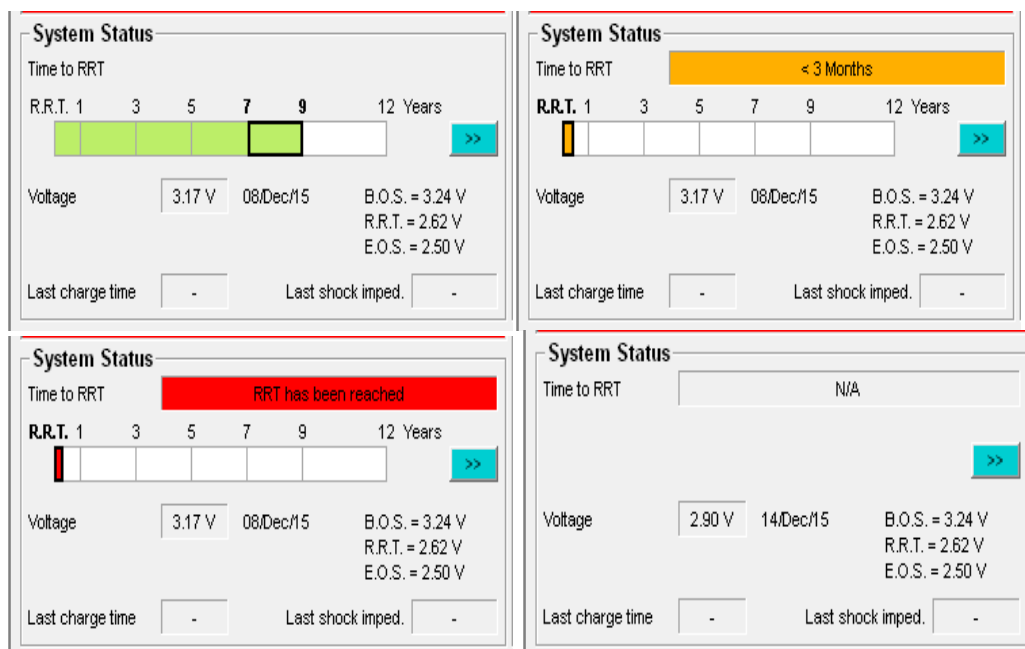 System Status
Time to RRT
R.R.T. 1 3 5 7 9 12 Years
>>
Voltage 3.17 V 08/Dec/15 B.O.S. = 3.24 V
R.R.T. = 2.62 V
E.O.S. = 2.50 V
Last charge time - Last shock imped. -
System Status
Time to RRT < 3 Months
R.R.T. 1 3 5 7 9 12 Years
>>
Voltage 3.17 V 08/Dec/15 B.O.S. = 3.24 V
R.R.T. = 2.62 V
E.O.S. = 2.50 V
Last charge time - Last shock imped. -
System Status
Time to RRT RRT has been reached
R.R.T. 1 3 5 7 9 12 Years
>>
Voltage 3.17 V 08/Dec/15 B.O.S. = 3.24 V
R.R.T. = 2.62 V
E.O.S. = 2.50 V
Last charge time - Last shock imped. -
System Status
Time to RRT N/A
>>
Voltage 2.90 V 14/Dec/15 B.O.S. = 3.24 V
R.R.T. = 2.62 V
E.O.S. = 2.50 V
Last charge time - Last shock imped. -